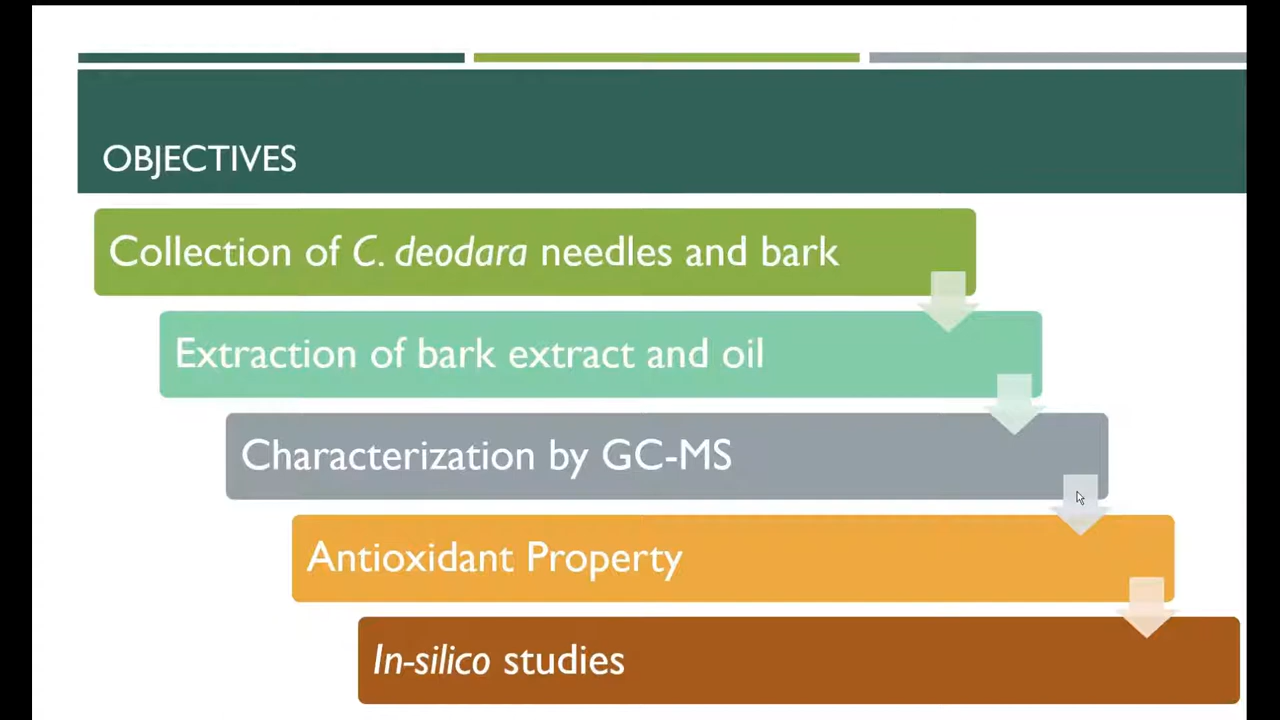 OBJECTIVES
Collection of C. deodara needles and bark
Extraction of bark extract and oil
Characterization by GC-MS
Antioxidant Property
In-silico studies